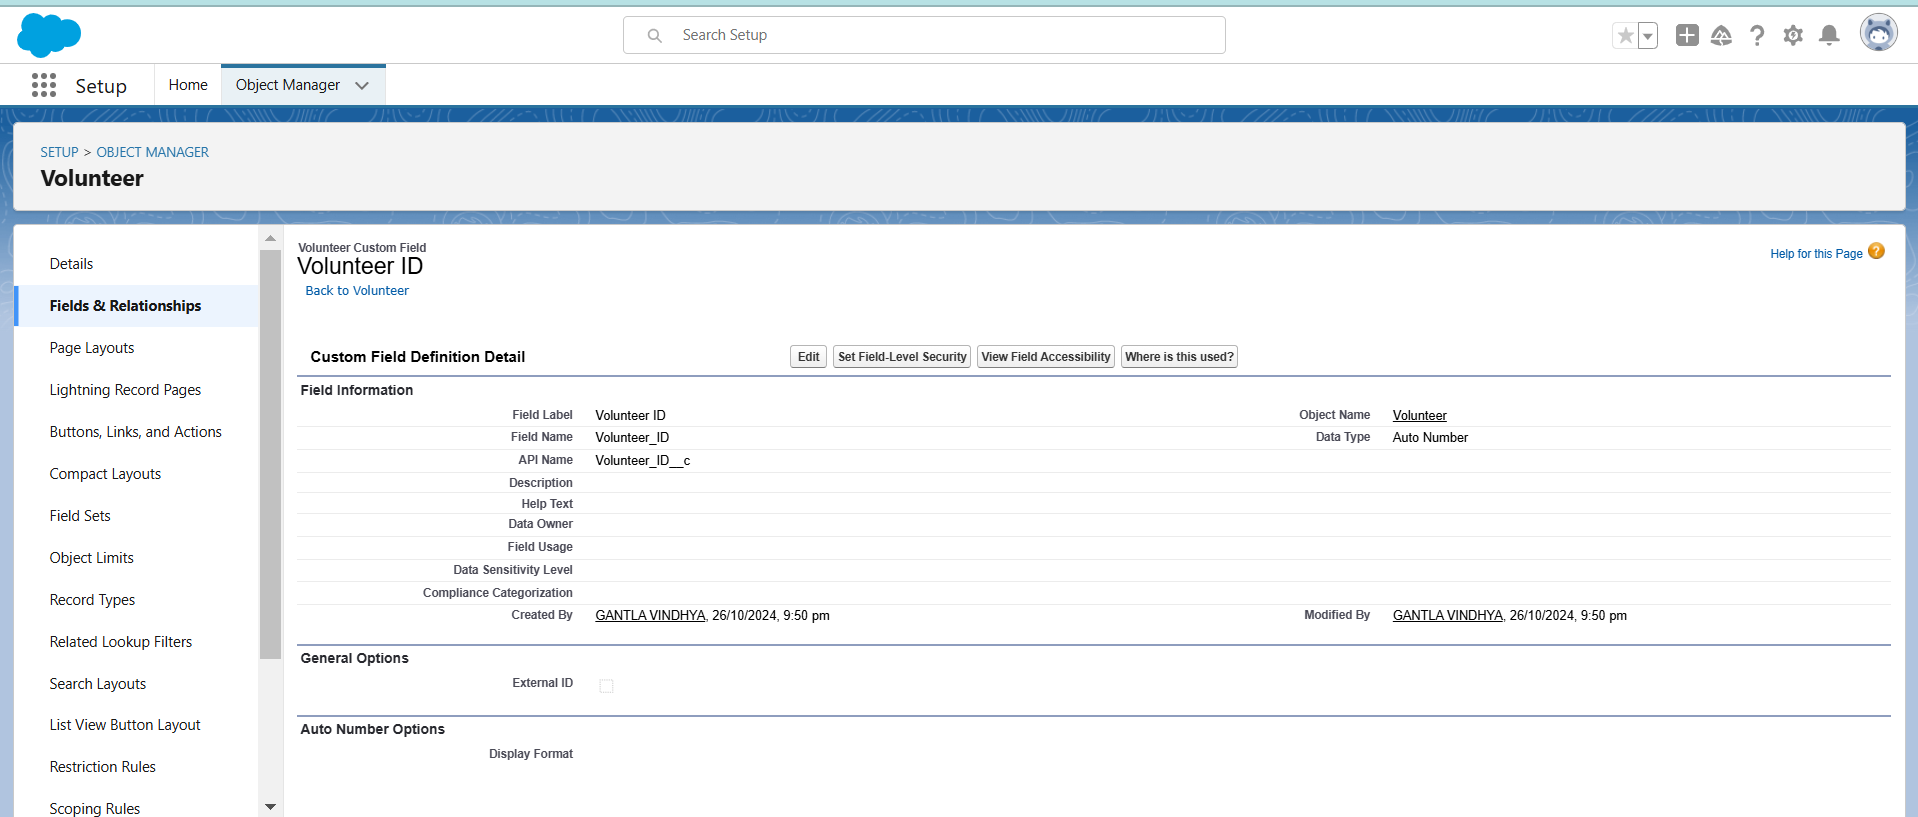 Search Setup
Setup
Home
Object Manager
SETUP > OBJECT MANAGER
Volunteer
Details
Fields & Relationships
Page Layouts
Lightning Record Pages
Buttons, Links, and Actions
Compact Layouts
Field Sets
Object Limits
Record Types
Related Lookup Filters
Search Layouts
List View Button Layout
Restriction Rules
Scoping Rules
Volunteer Custom Field
Volunteer ID
Back to Volunteer
Help for this Page ?
Custom Field Definition Detail
Edit Set Field-Level Security View Field Accessibility Where is this used?
Field Information
Field Label Volunteer ID Object Name Volunteer
Field Name Volunteer_ID Data Type Auto Number
API Name Volunteer_ID__c
Description
Help Text
Data Owner
Field Usage
Data Sensitivity Level
Compliance Categorization
Created By GANTLA VINDHYA, 26/10/2024, 9:50 pm Modified By GANTLA VINDHYA, 26/10/2024, 9:50 pm
General Options
External ID
Auto Number Options
Display Format